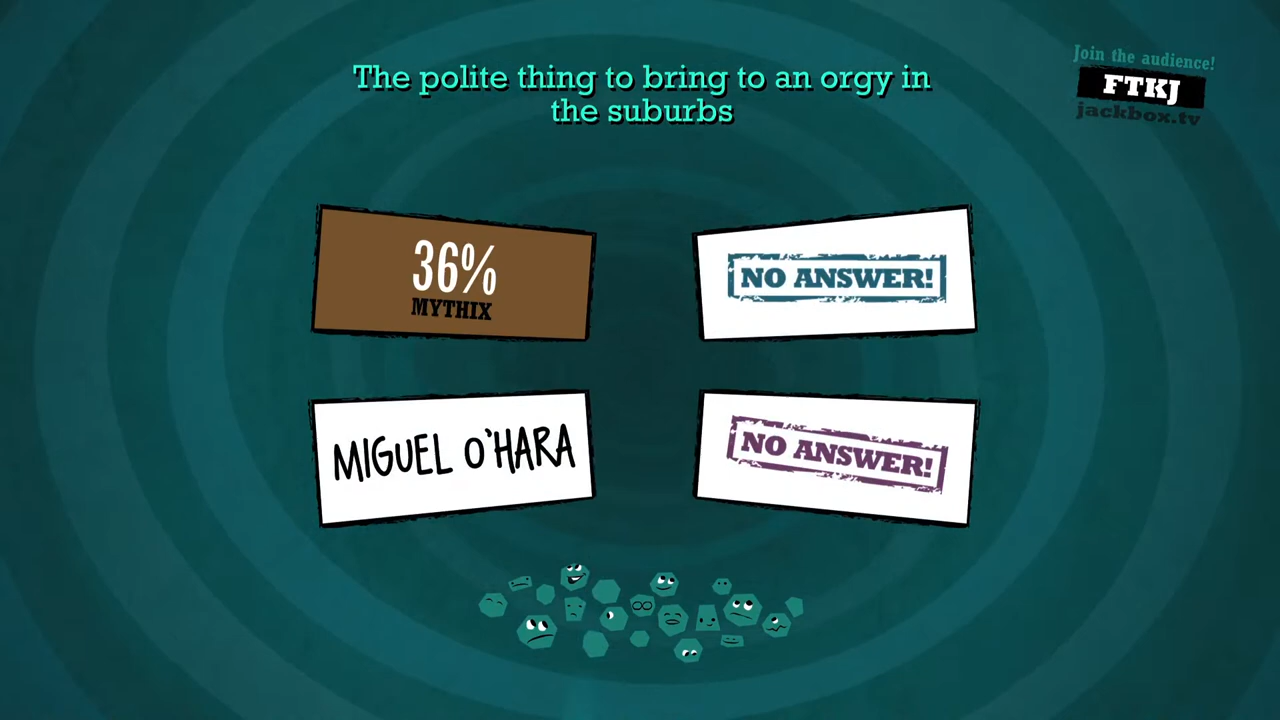 The polite thing to bring to an orgy in
the suburbs
Join the audience!
FTKJ
jackbox.tv
36%
MYTHIX
NO ANSWER!
MIGUEL O'HARA
NO ANSWER!